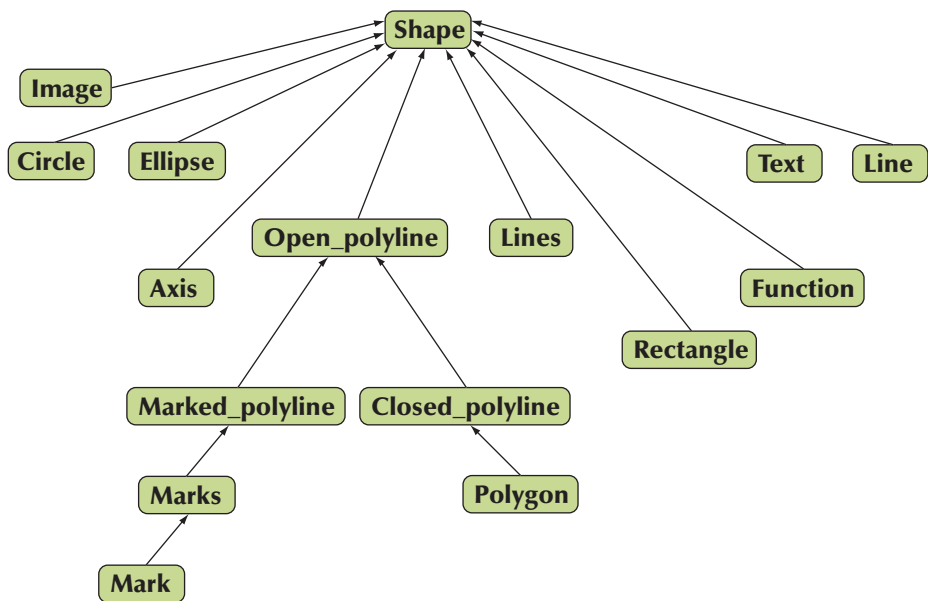 Shape
Image
Circle
Ellipse
Text
Line
Open_polyline
Lines
Axis
Function
Rectangle
Marked_polyline
Closed_polyline
Marks
Polygon
Mark